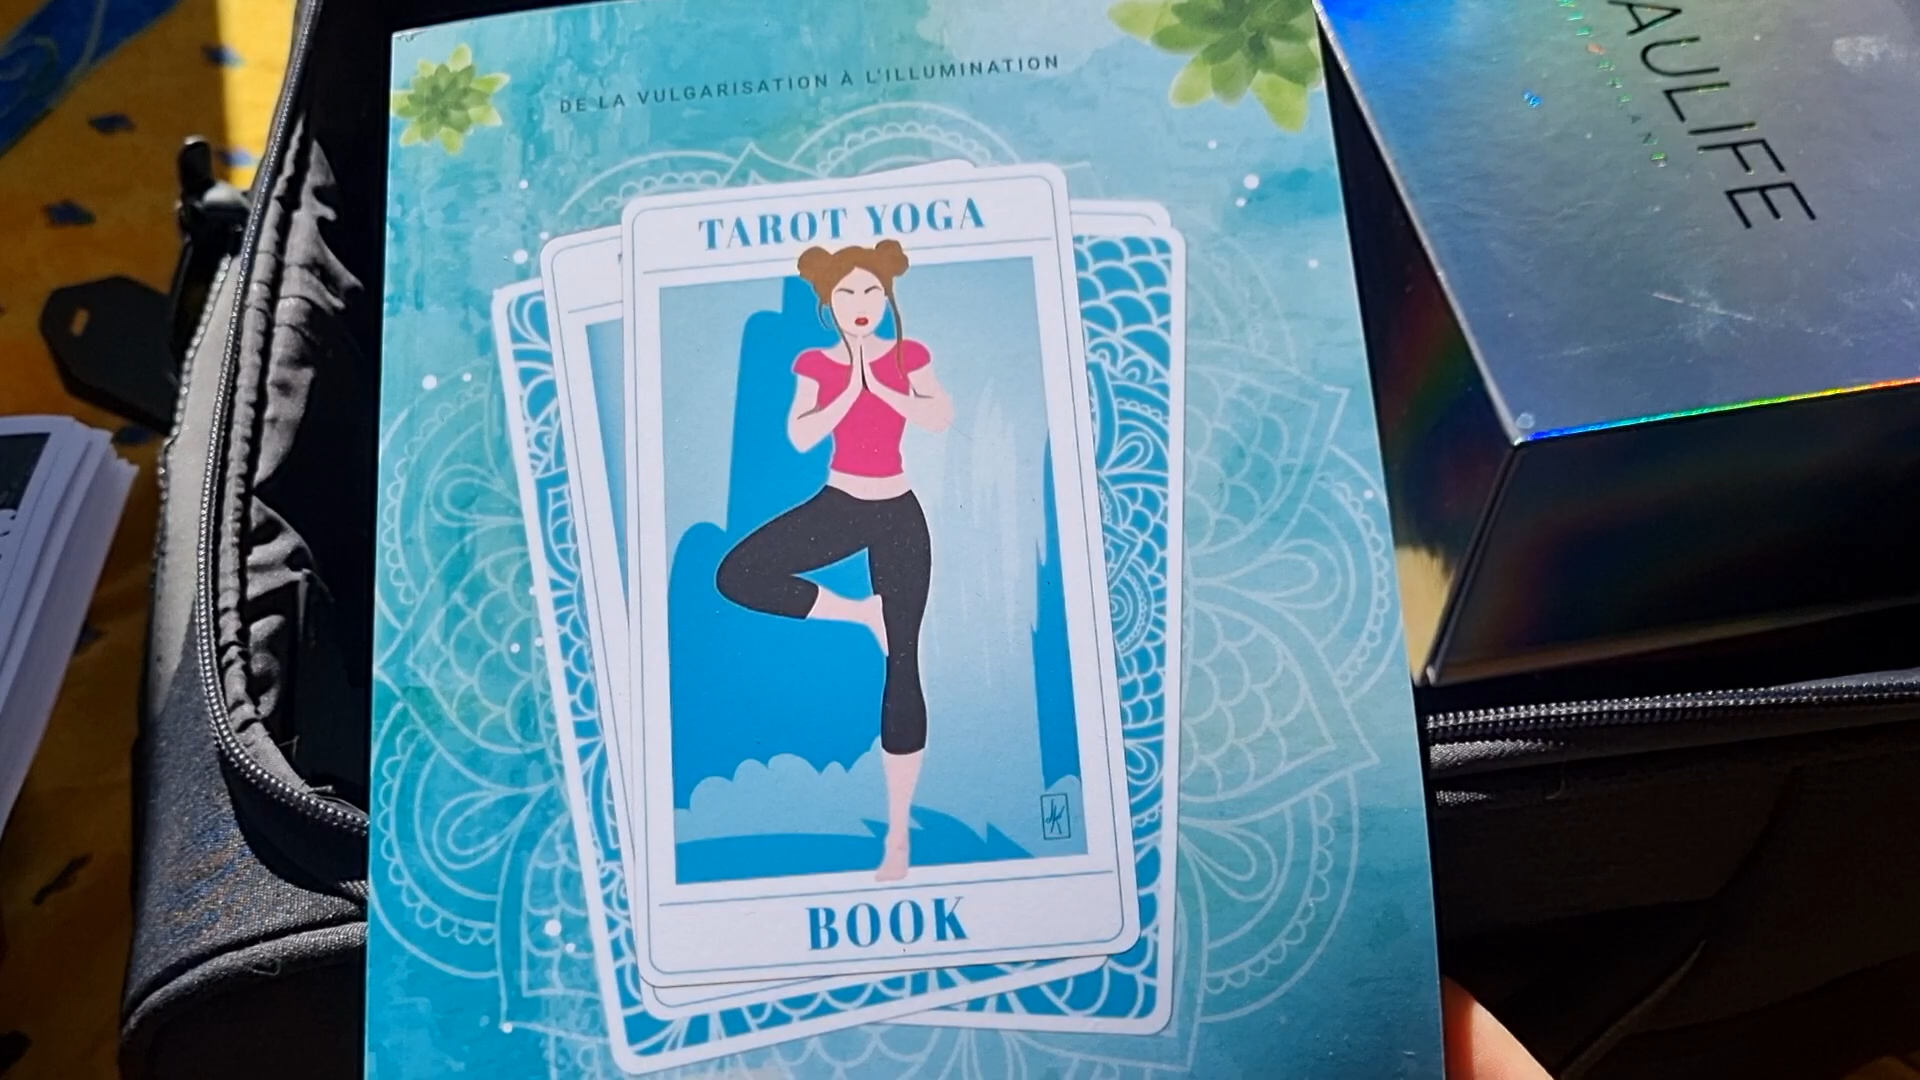 DE LA VULGARISATION À L'ILLUMINATION
TAROT YOGA
BOOK
AULIFE